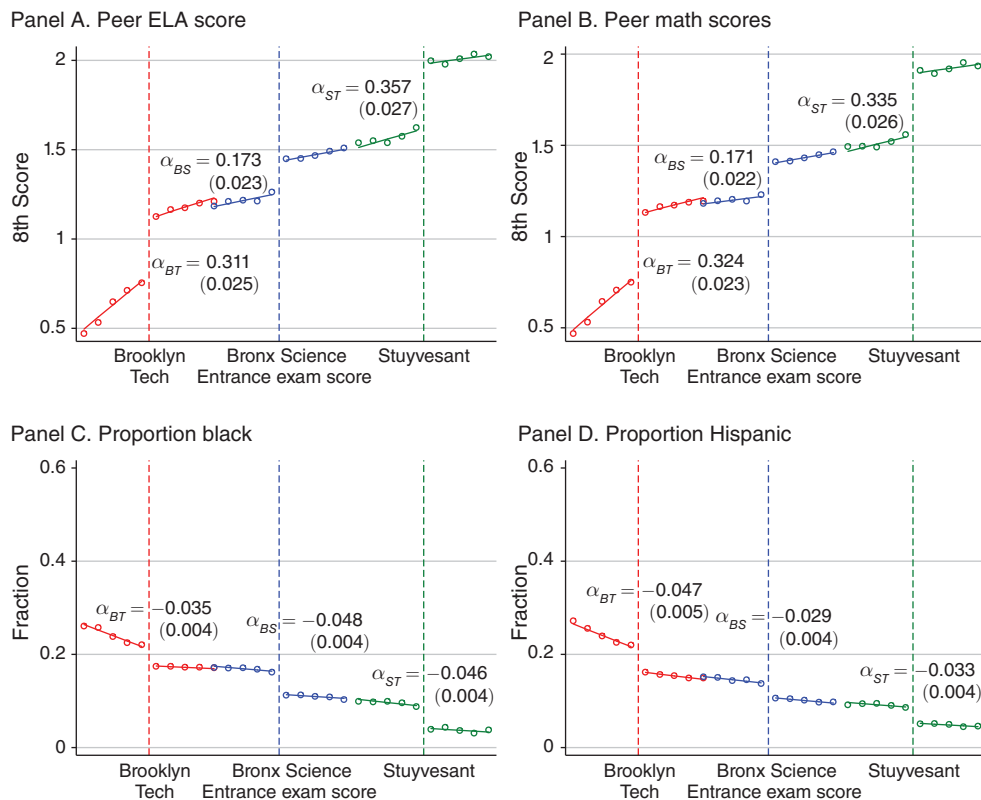 Panel A. Peer ELA score
8th Score
2
1.5
1
0.5
α_ST = 0.357
(0.027)
α_BS = 0.173
(0.023)
α_BT = 0.311
(0.025)
Brooklyn
Tech
Bronx Science
Stuyvesant
Entrance exam score
Panel B. Peer math scores
8th Score
2
1.5
1
0.5
α_ST = 0.335
(0.026)
α_BS = 0.171
(0.022)
α_BT = 0.324
(0.023)
Brooklyn
Tech
Bronx Science
Stuyvesant
Entrance exam score
Panel C. Proportion black
Fraction
0.6
0.4
0.2
0
α_BT = −0.035
(0.004)
α_BS = −0.048
(0.004)
α_ST = −0.046
(0.004)
Brooklyn
Tech
Bronx Science
Stuyvesant
Entrance exam score
Panel D. Proportion Hispanic
Fraction
0.6
0.4
0.2
0
α_BT = −0.047
(0.005)
α_BS = −0.029
(0.004)
α_ST = −0.033
(0.004)
Brooklyn
Tech
Bronx Science
Stuyvesant
Entrance exam score